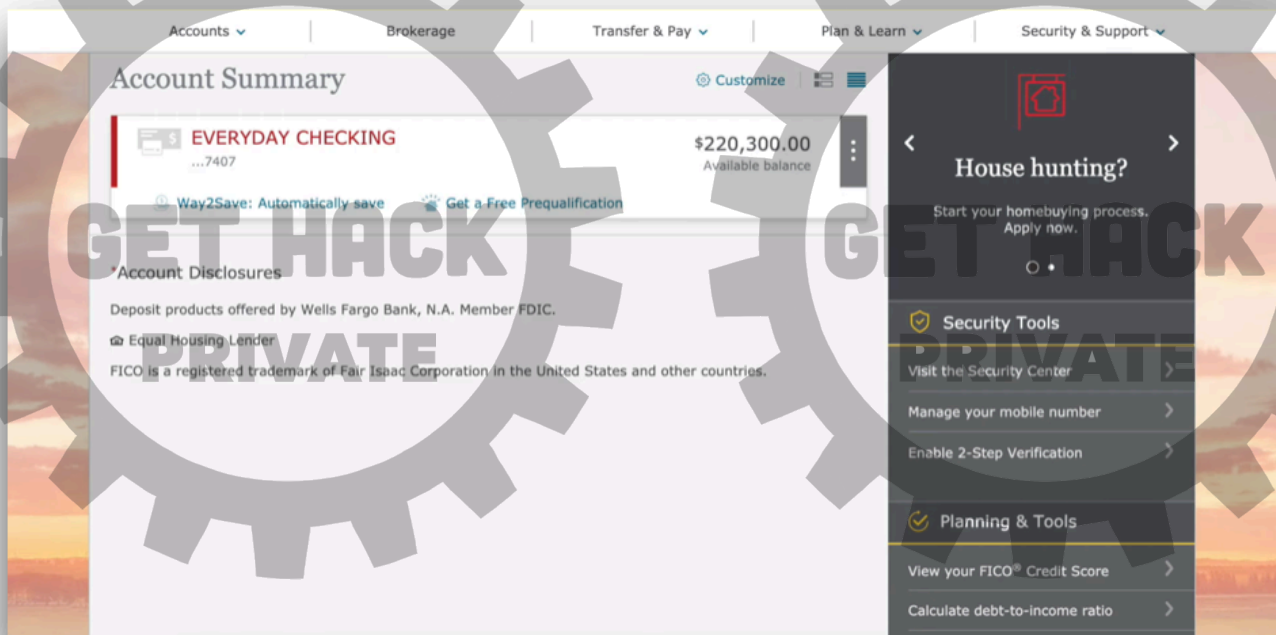 Accounts
Brokerage
Transfer & Pay
Plan & Learn
Security & Support
Account Summary
Customize
EVERYDAY CHECKING
...7407
$220,300.00
Available balance
Way2Save: Automatically save
Get a Free Prequalification
*Account Disclosures
Deposit products offered by Wells Fargo Bank, N.A. Member FDIC.
Equal Housing Lender
FICO is a registered trademark of Fair Isaac Corporation in the United States and other countries.
House hunting?
Start your homebuying process.
Apply now.
Security Tools
Visit the Security Center
Manage your mobile number
Enable 2-Step Verification
Planning & Tools
View your FICO® Credit Score
Calculate debt-to-income ratio
GET HACK
PRIVATE
GET HACK
PRIVATE